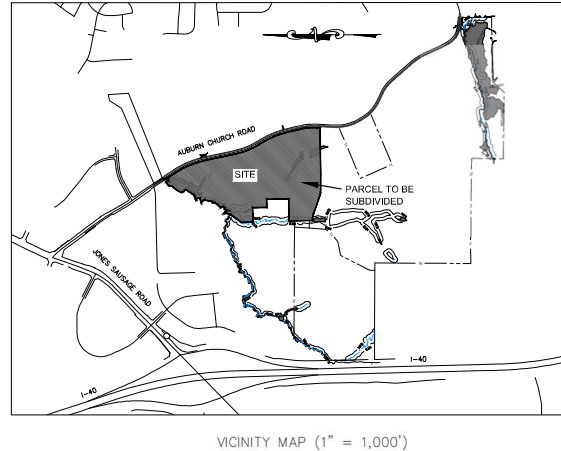 AUBURN CHURCH ROAD
SITE
PARCEL TO BE
SUBDIVIDED
JONES SAUSAGE ROAD
I-40
I-40
VICINITY MAP (1" = 1,000')